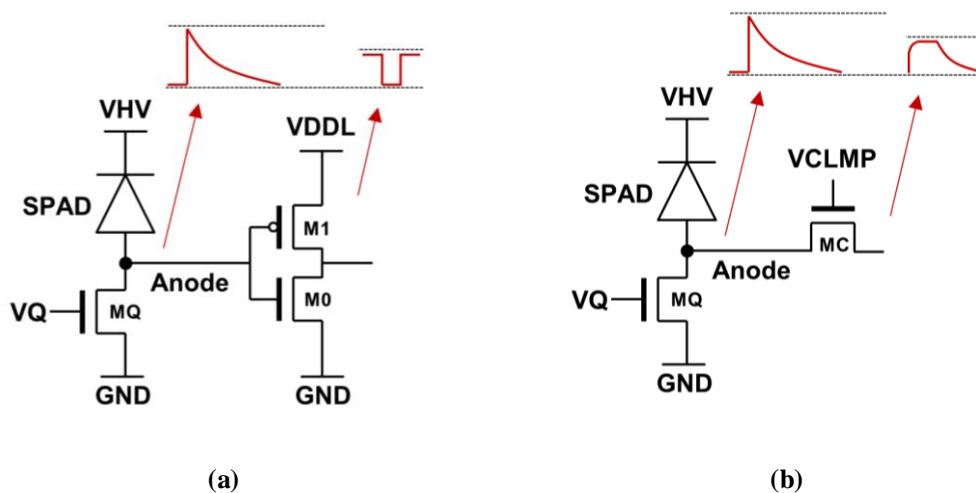 VHV
VDDL
SPAD
M1
Anode
M0
VQ
MQ
GND
GND
(a)
VHV
VCLMP
SPAD
MC
Anode
VQ
MQ
GND
(b)